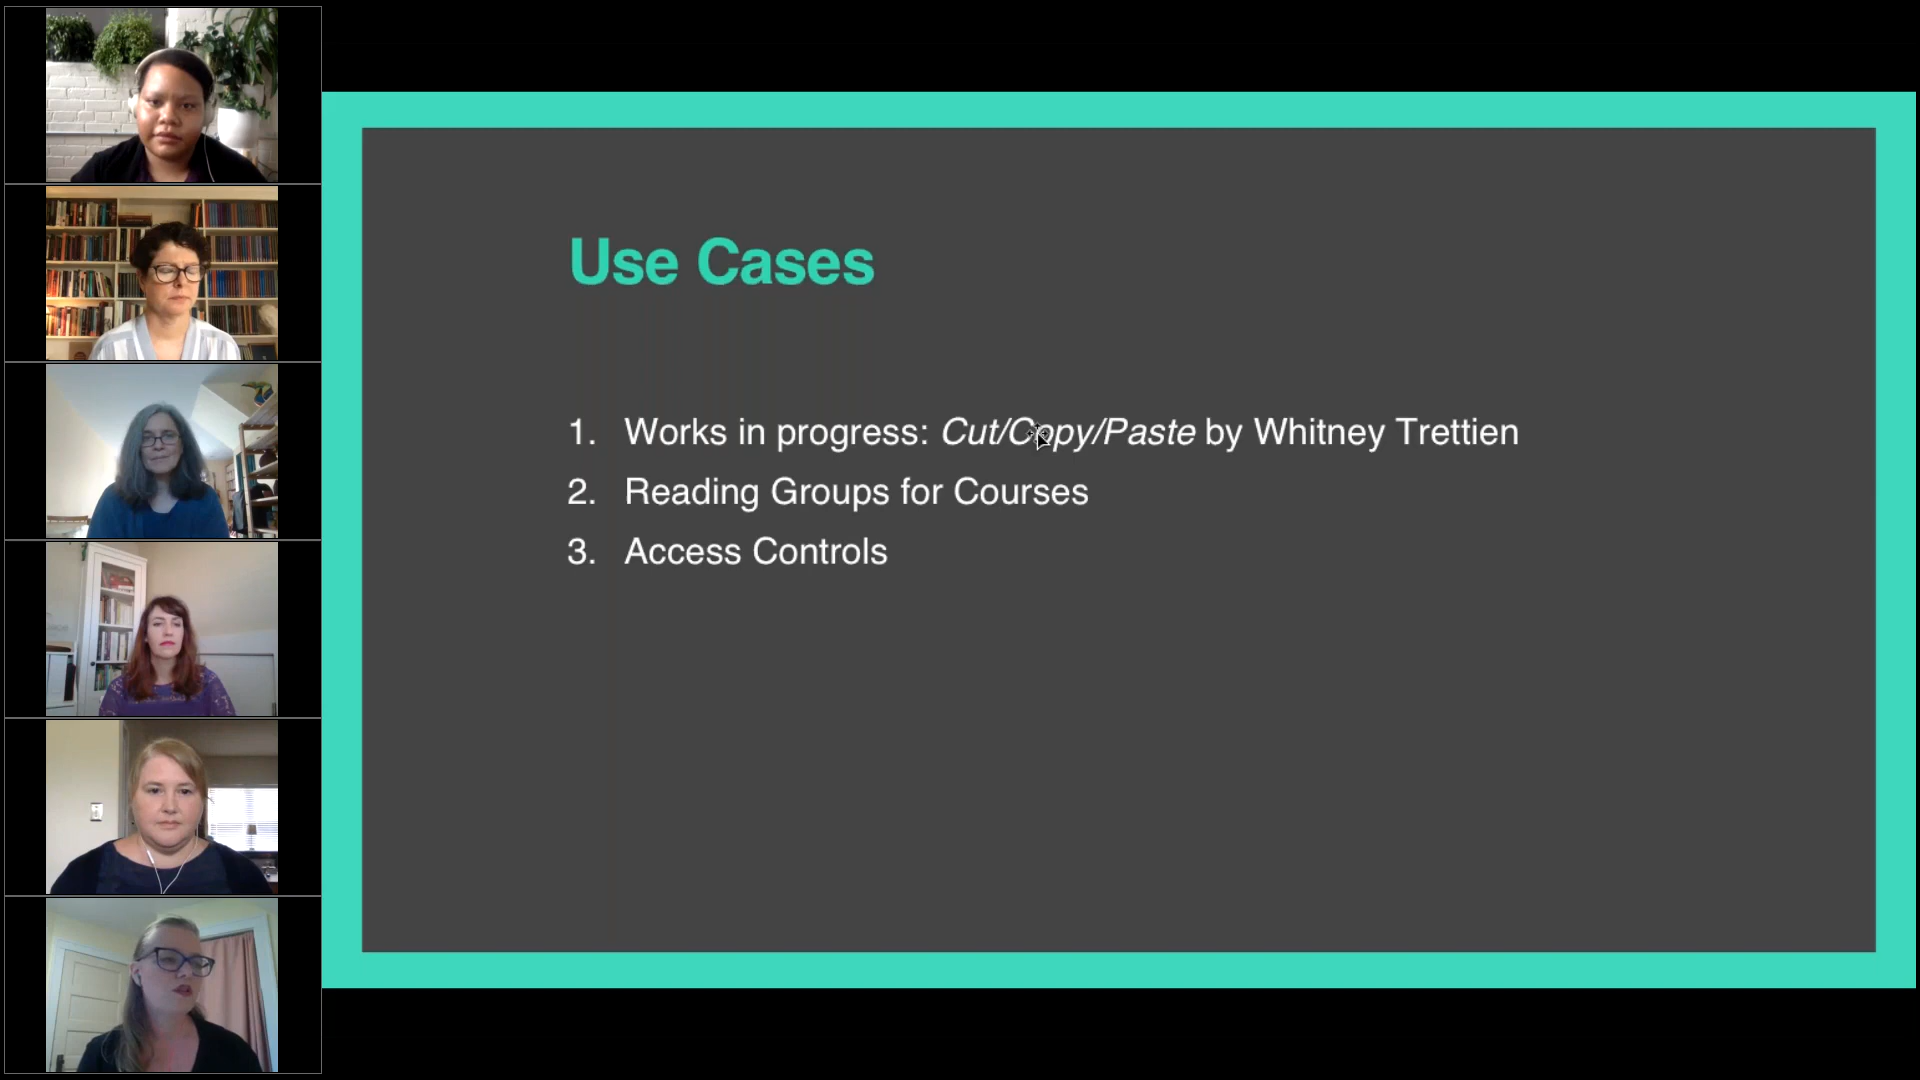 Use Cases
1. Works in progress: Cut/Copy/Paste by Whitney Trettien
2. Reading Groups for Courses
3. Access Controls